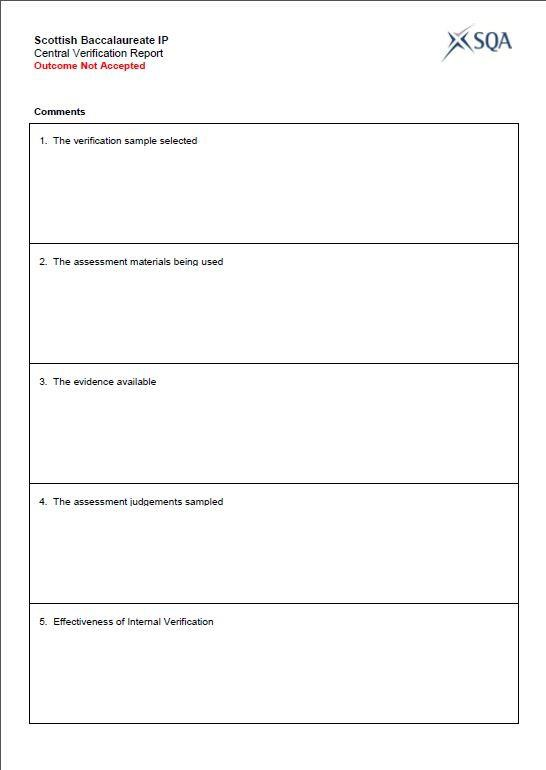 Scottish Baccalaureate IP
Central Verification Report
Outcome Not Accepted
SQA
Comments
1. The verification sample selected
2. The assessment materials being used
3. The evidence available
4. The assessment judgements sampled
5. Effectiveness of Internal Verification